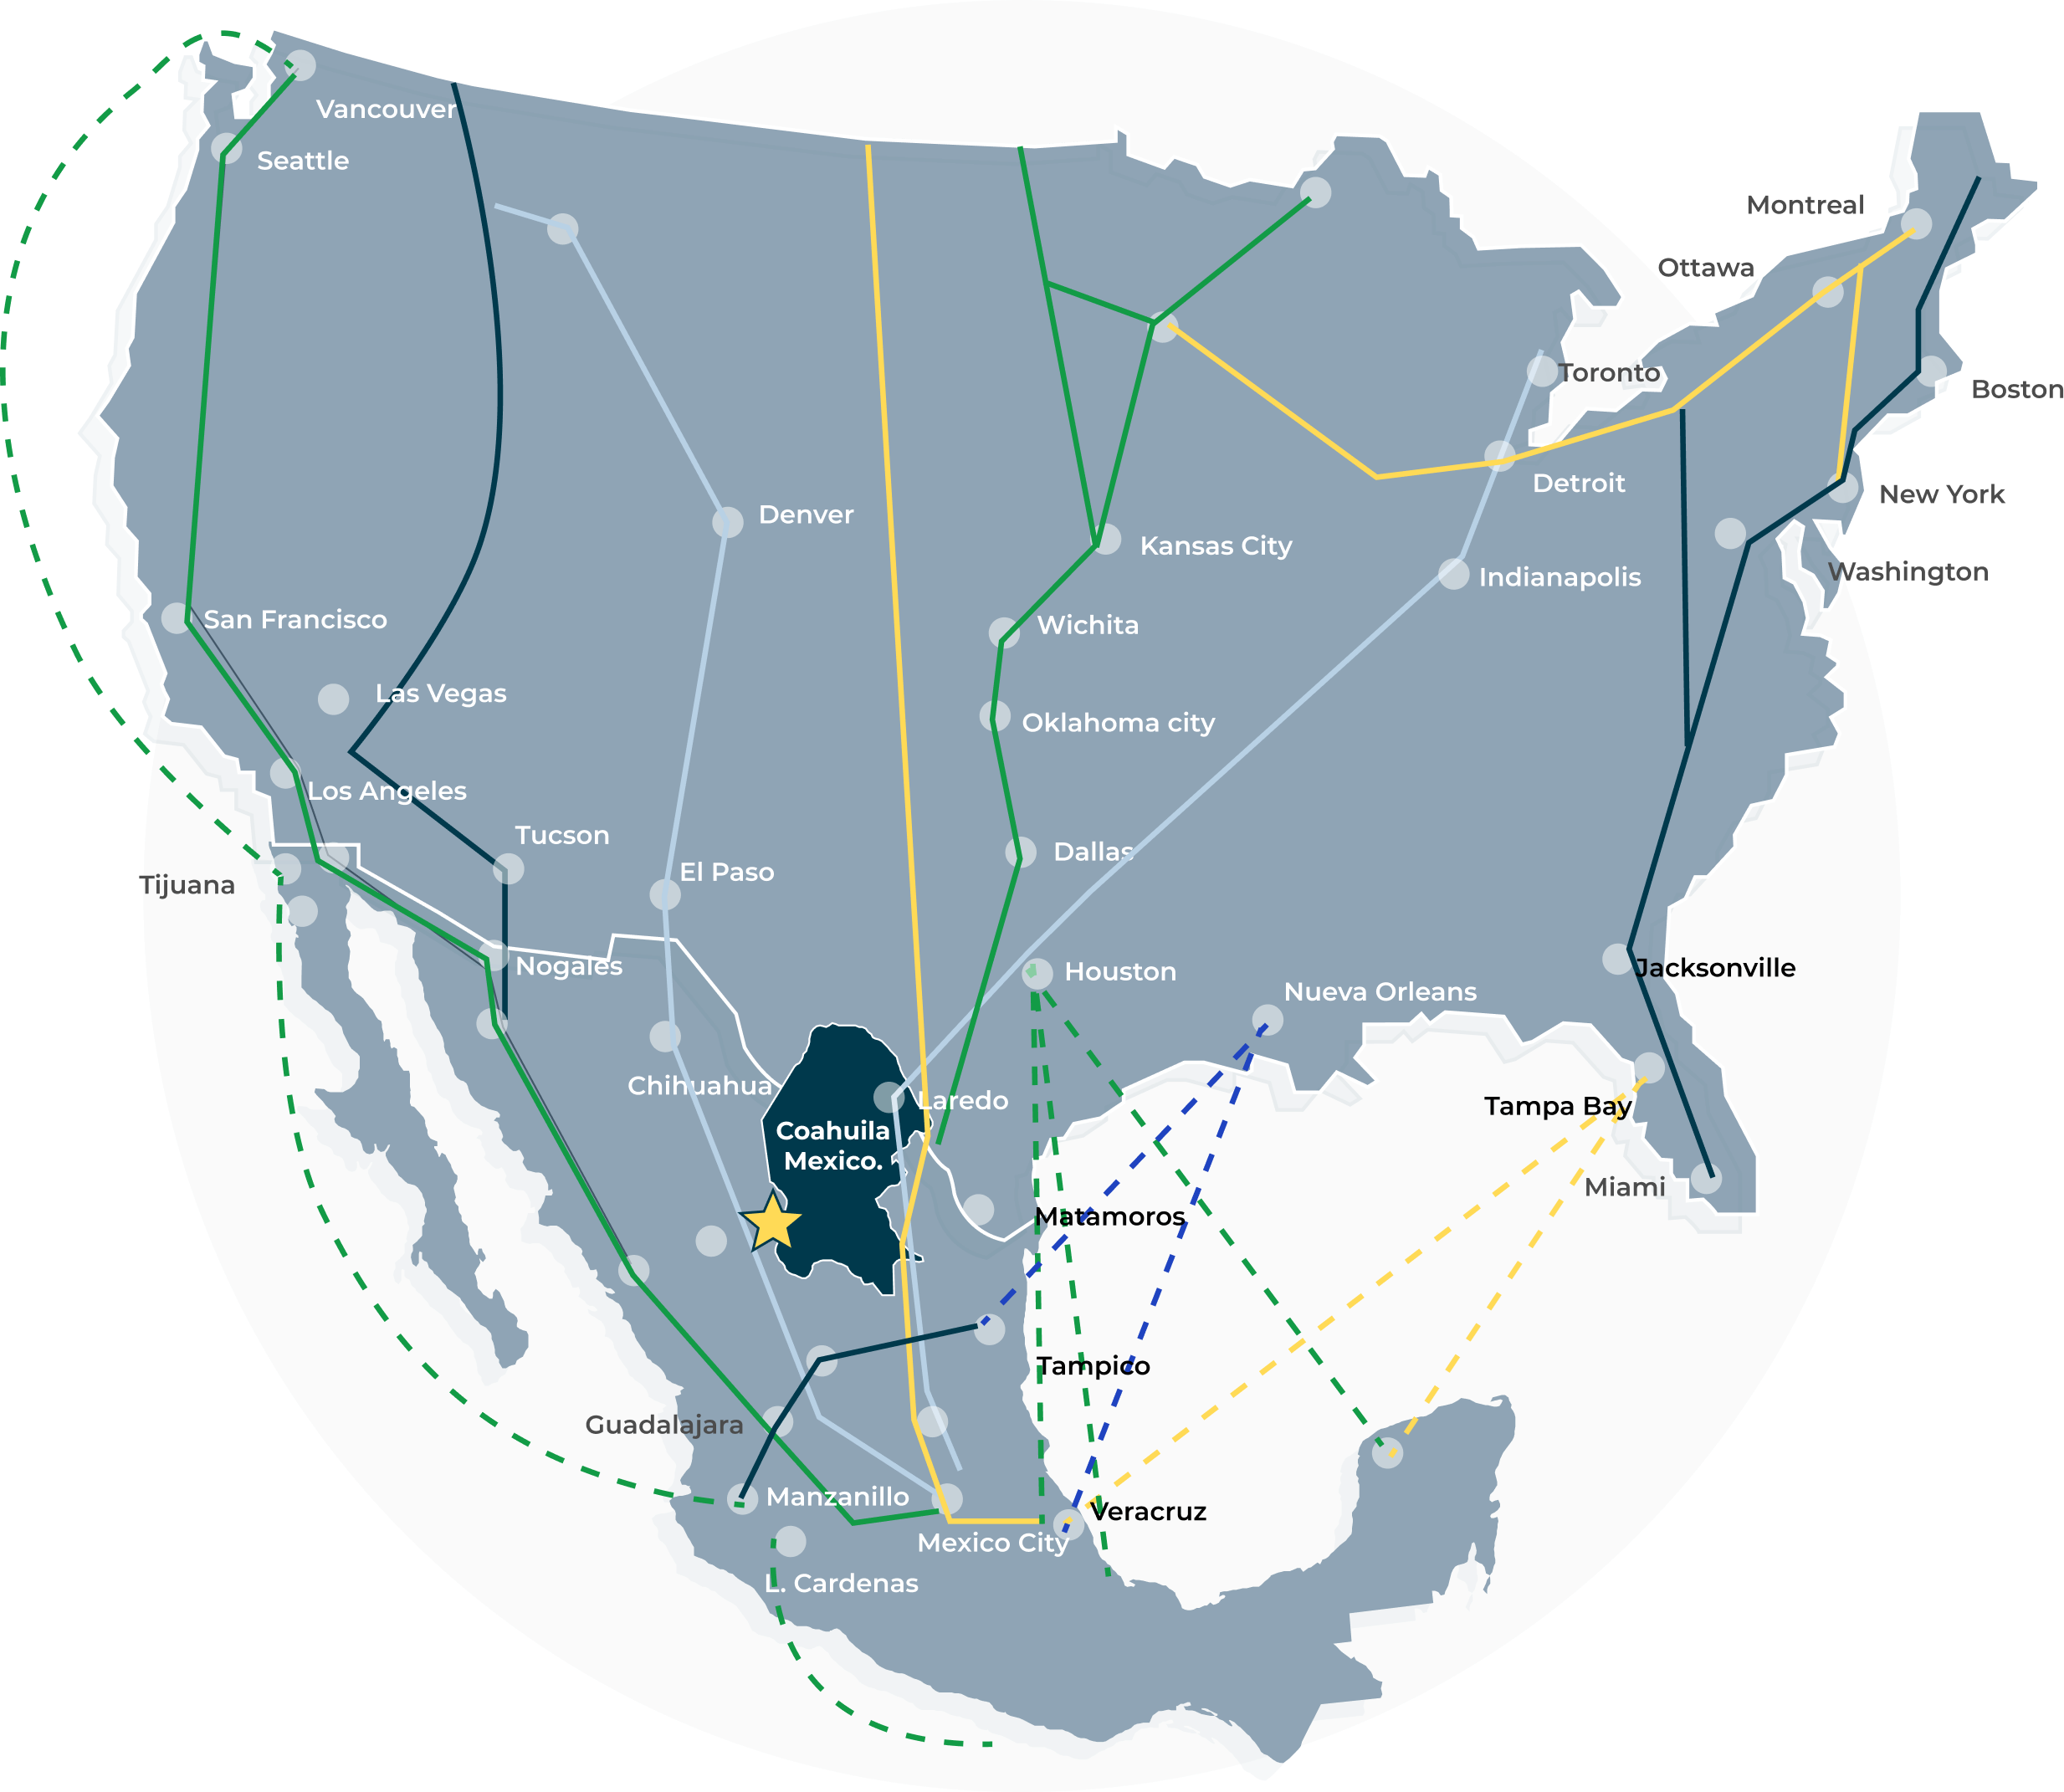 Vancouver
Seattle
Montreal
Ottawa
Toronto
Boston
Detroit
New York
Denver
Kansas City
Indianapolis
Washington
San Francisco
Wichita
Las Vegas
Oklahoma city
Los Angeles
Tucson
Dallas
El Paso
Tijuana
Nogales
Houston
Jacksonville
Nueva Orleans
Chihuahua
Laredo
Tampa Bay
Coahuila
Mexico.
Miami
Matamoros
Tampico
Guadalajara
Manzanillo
Veracruz
Mexico City
L. Cardenas